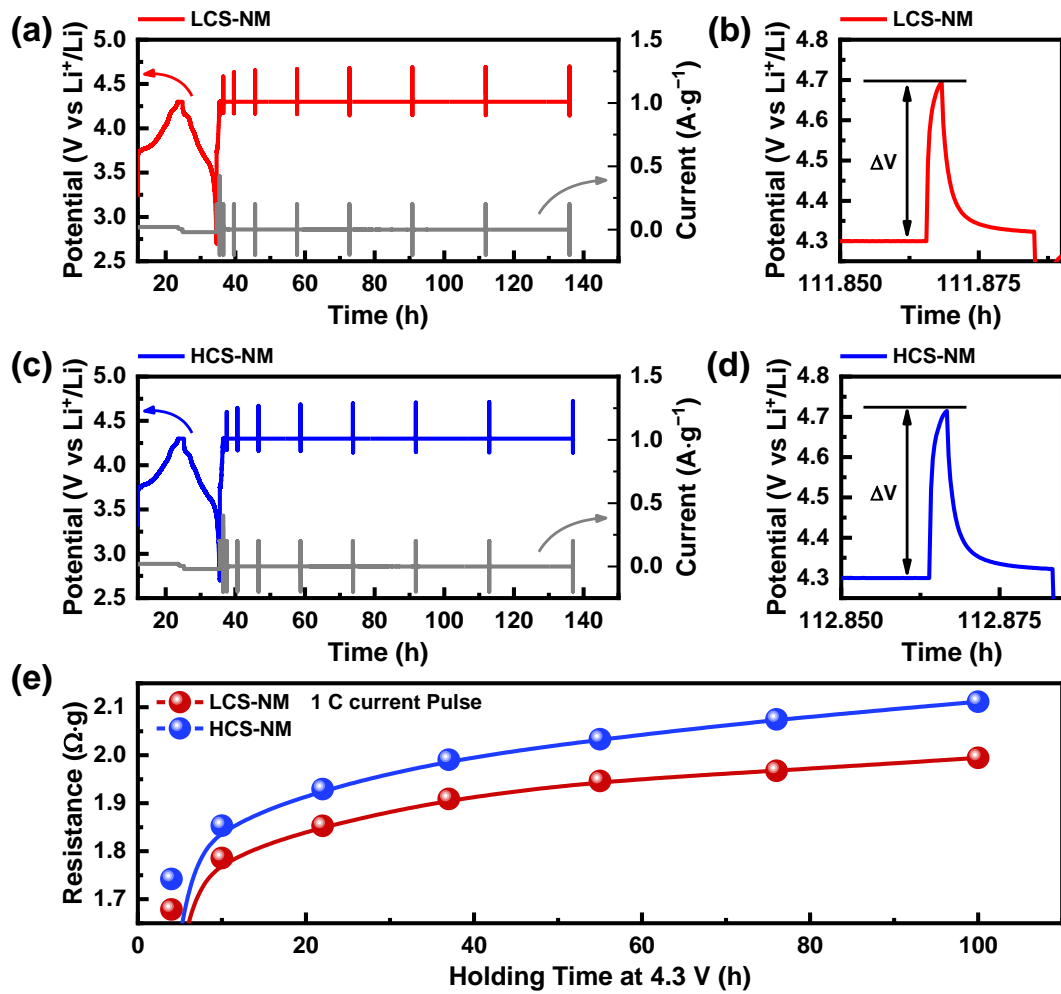 (a)
LCS-NM
5.0
4.5
4.0
3.5
3.0
2.5
Potential (V vs Li⁺/Li)
1.5
1.0
0.5
0.0
Current (A·g⁻¹)
20 40 60 80 100 120 140
Time (h)
(b)
LCS-NM
4.8
4.7
4.6
4.5
4.4
4.3
Potential (V vs Li⁺/Li)
ΔV
111.850 111.875
Time (h)
(c)
HCS-NM
5.0
4.5
4.0
3.5
3.0
2.5
Potential (V vs Li⁺/Li)
1.5
1.0
0.5
0.0
Current (A·g⁻¹)
20 40 60 80 100 120 140
Time (h)
(d)
HCS-NM
4.8
4.7
4.6
4.5
4.4
4.3
Potential (V vs Li⁺/Li)
ΔV
112.850 112.875
Time (h)
(e)
LCS-NM 1 C current Pulse
HCS-NM
2.1
2.0
1.9
1.8
1.7
Resistance (Ω·g)
0 20 40 60 80 100
Holding Time at 4.3 V (h)